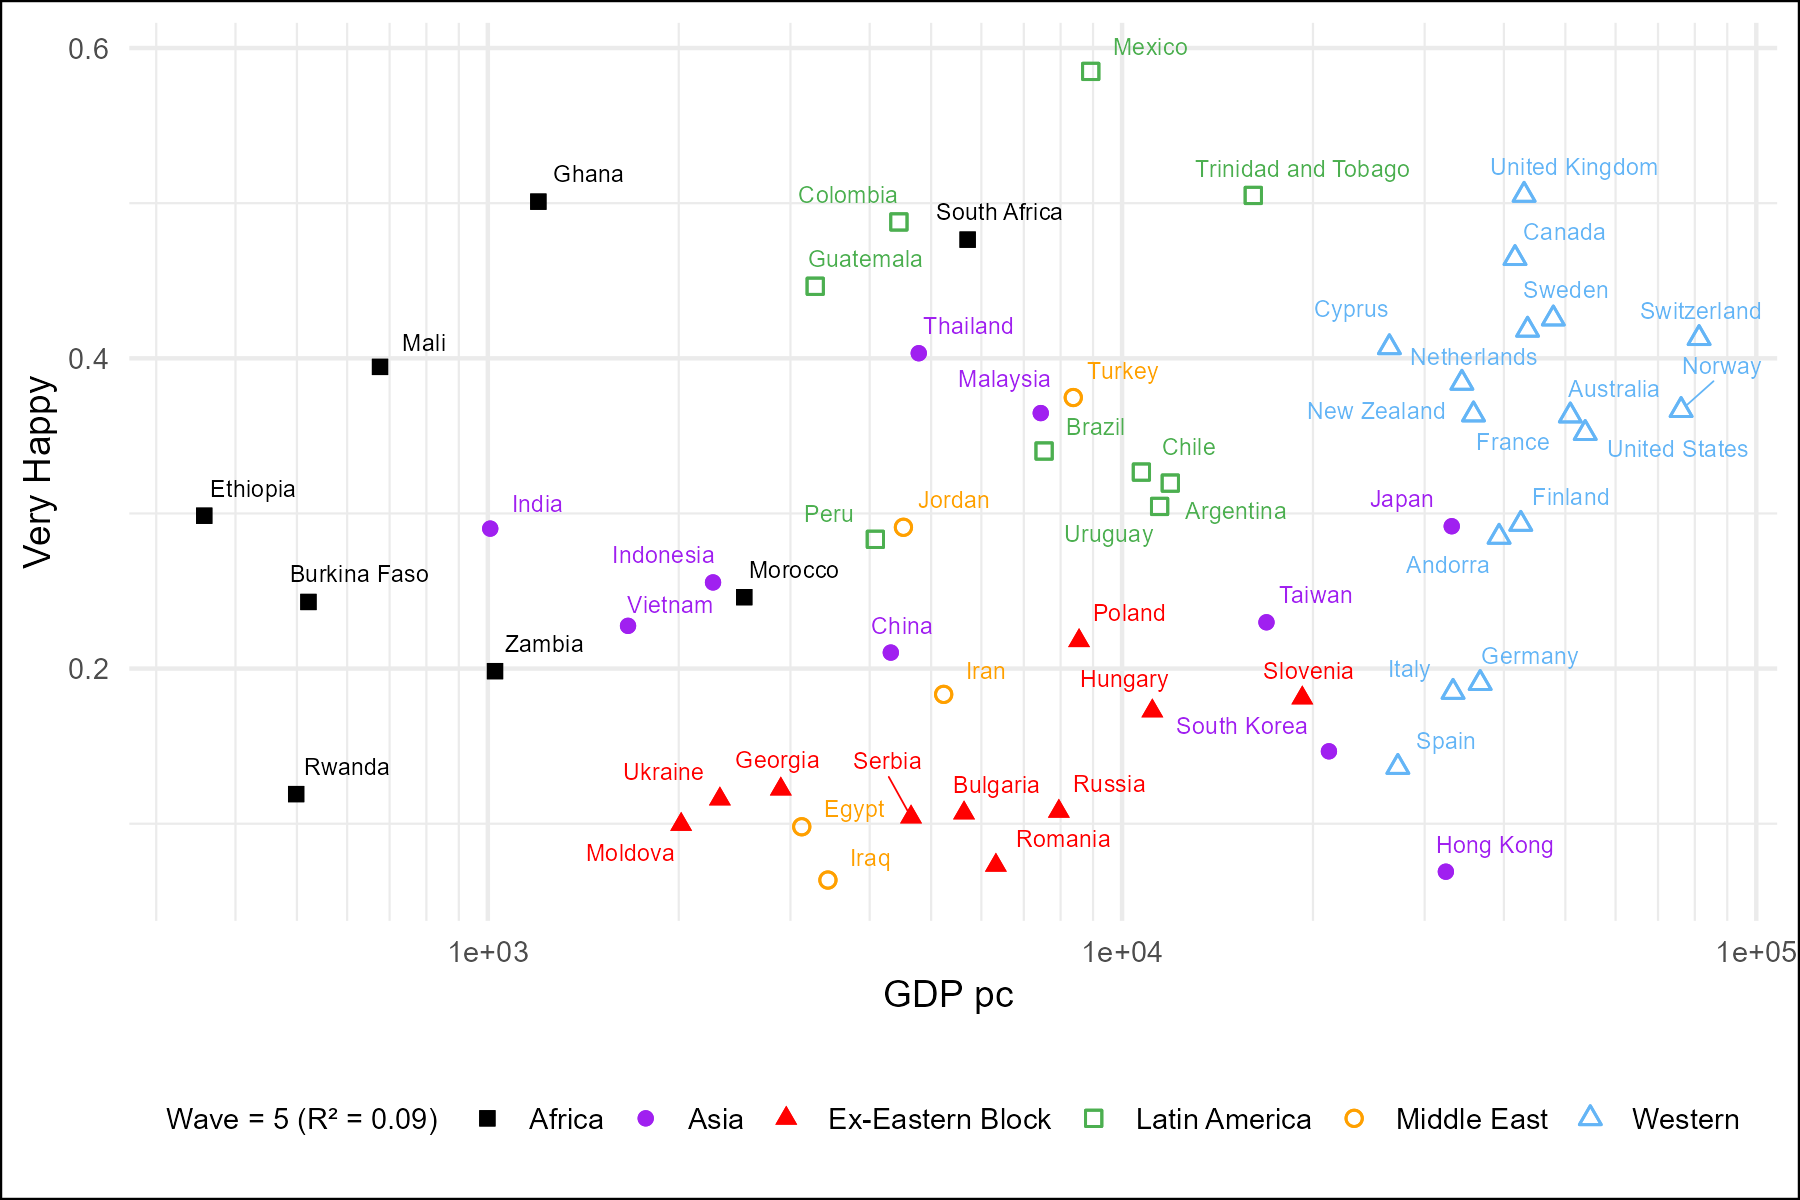 0.6
Mexico
Ghana
Trinidad and Tobago
United Kingdom
Colombia
South Africa
Canada
Guatemala
Sweden
Cyprus
Switzerland
Thailand
Mali
0.4
Netherlands
Norway
Malaysia
Turkey
Australia
New Zealand
Brazil
France
Chile
United States
Very Happy
Ethiopia
India
Jordan
Japan
Finland
Peru
Argentina
Uruguay
Indonesia
Andorra
Burkina Faso
Morocco
Vietnam
Taiwan
Poland
China
Zambia
Germany
0.2
Iran
Slovenia
Italy
Hungary
South Korea
Spain
Rwanda
Ukraine
Georgia
Serbia
Bulgaria
Russia
Egypt
Romania
Moldova
Iraq
Hong Kong
1e+03 1e+04 1e+05
GDP pc
Wave = 5 (R² = 0.09) Africa Asia Ex-Eastern Block Latin America Middle East Western